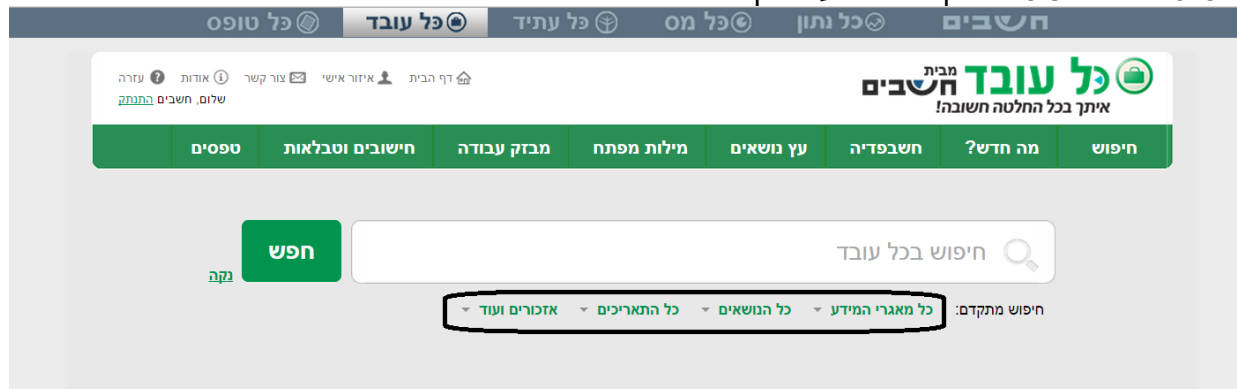 חשבים כל נתון כל מס כל עתיד כל עובד כל טופס
כל עובד מבית חשבים
איתך בכל החלטה חשובה!
דף הבית איזור אישי צור קשר אודות עזרה
שלום, חשבים התנתק
חיפוש מה חדש? חשבפדיה עץ נושאים מילות מפתח מבזק עבודה חישובים וטבלאות טפסים
חיפוש בכל עובד חפש
נקה
חיפוש מתקדם: כל מאגרי המידע כל הנושאים כל התאריכים אזכורים ועוד